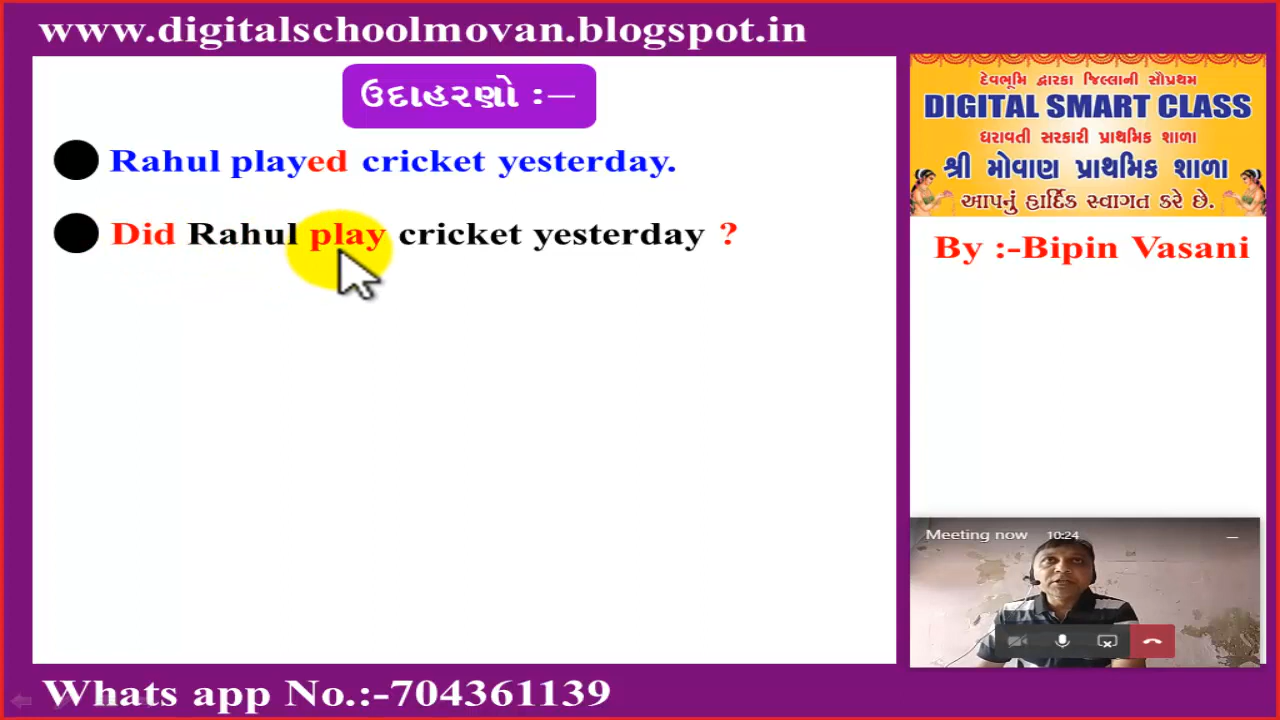 www.digitalschoolmovan.blogspot.in
ઉદાહરણો :–
Rahul played cricket yesterday.
Did Rahul play cricket yesterday ?
દેવભૂમિ દ્વારકા જિલ્લાની સૌપ્રથમ
DIGITAL SMART CLASS
ધરાવતી સરકારી પ્રાથમિક શાળા
શ્રી મોવાણ પ્રાથમિક શાળા
આપનું હાર્દિક સ્વાગત કરે છે.
By :-Bipin Vasani
Meeting now 10:24
Whats app No.:-704361139